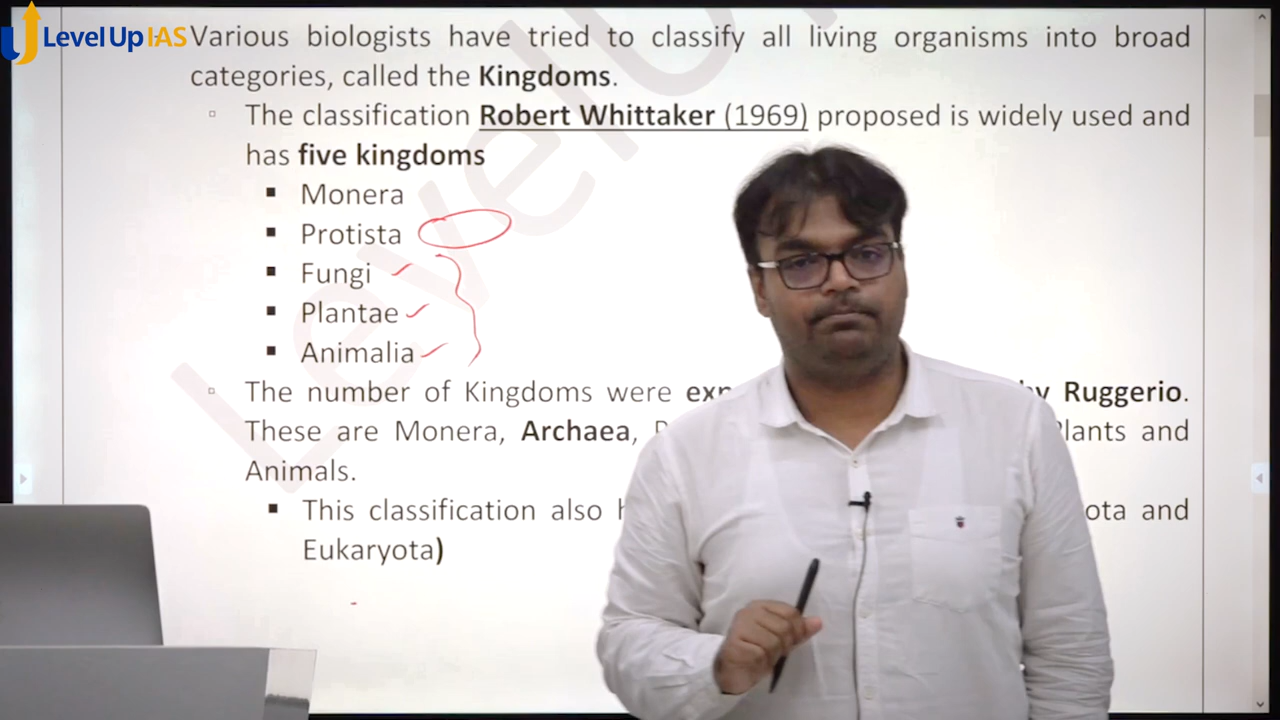 Level Up IAS
Various biologists have tried to classify all living organisms into broad
categories, called the Kingdoms.
The classification Robert Whittaker (1969) proposed is widely used and
has five kingdoms
Monera
Protista
Fungi
Plantae
Animalia
The number of Kingdoms were by Ruggerio.
These are Monera, Archaea, Plants and
Animals.
This classification also and
Eukaryota)
LevelU